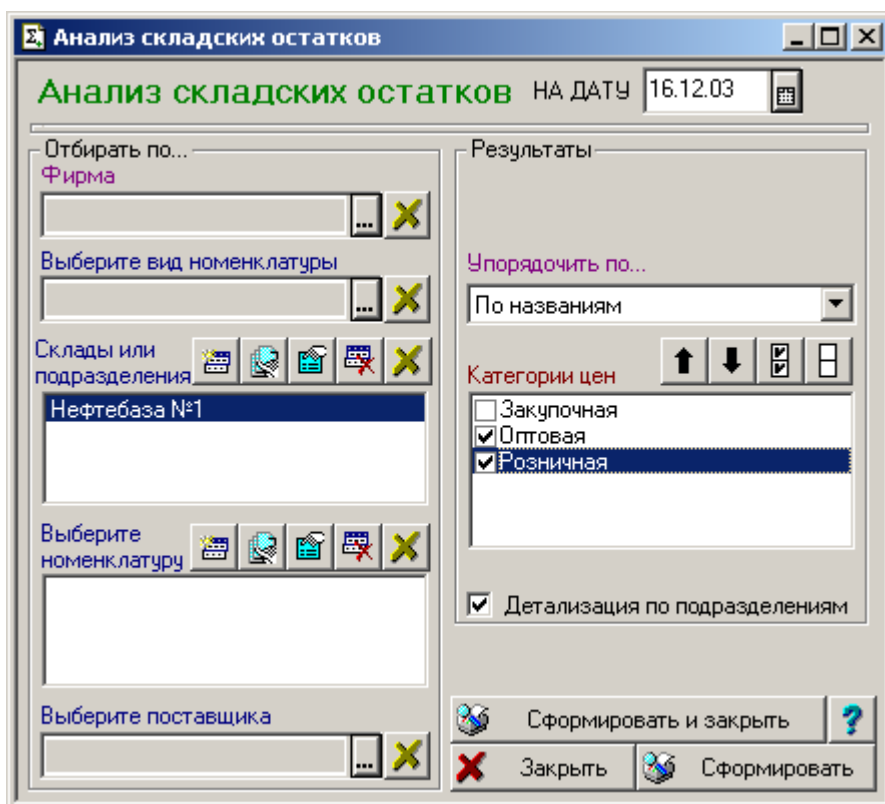 Анализ складских остатков
Анализ складских остатков НА ДАТУ 16.12.03
Отбирать по...
Фирма
...
Выберите вид номенклатуры
...
Склады или
подразделения
Нефтебаза №1
Выберите
номенклатуру
Выберите поставщика
...
Результаты
Упорядочить по...
По названиям
Категории цен
Закупочная
Оптовая
Розничная
Детализация по подразделениям
Сформировать и закрыть ?
Закрыть Сформировать